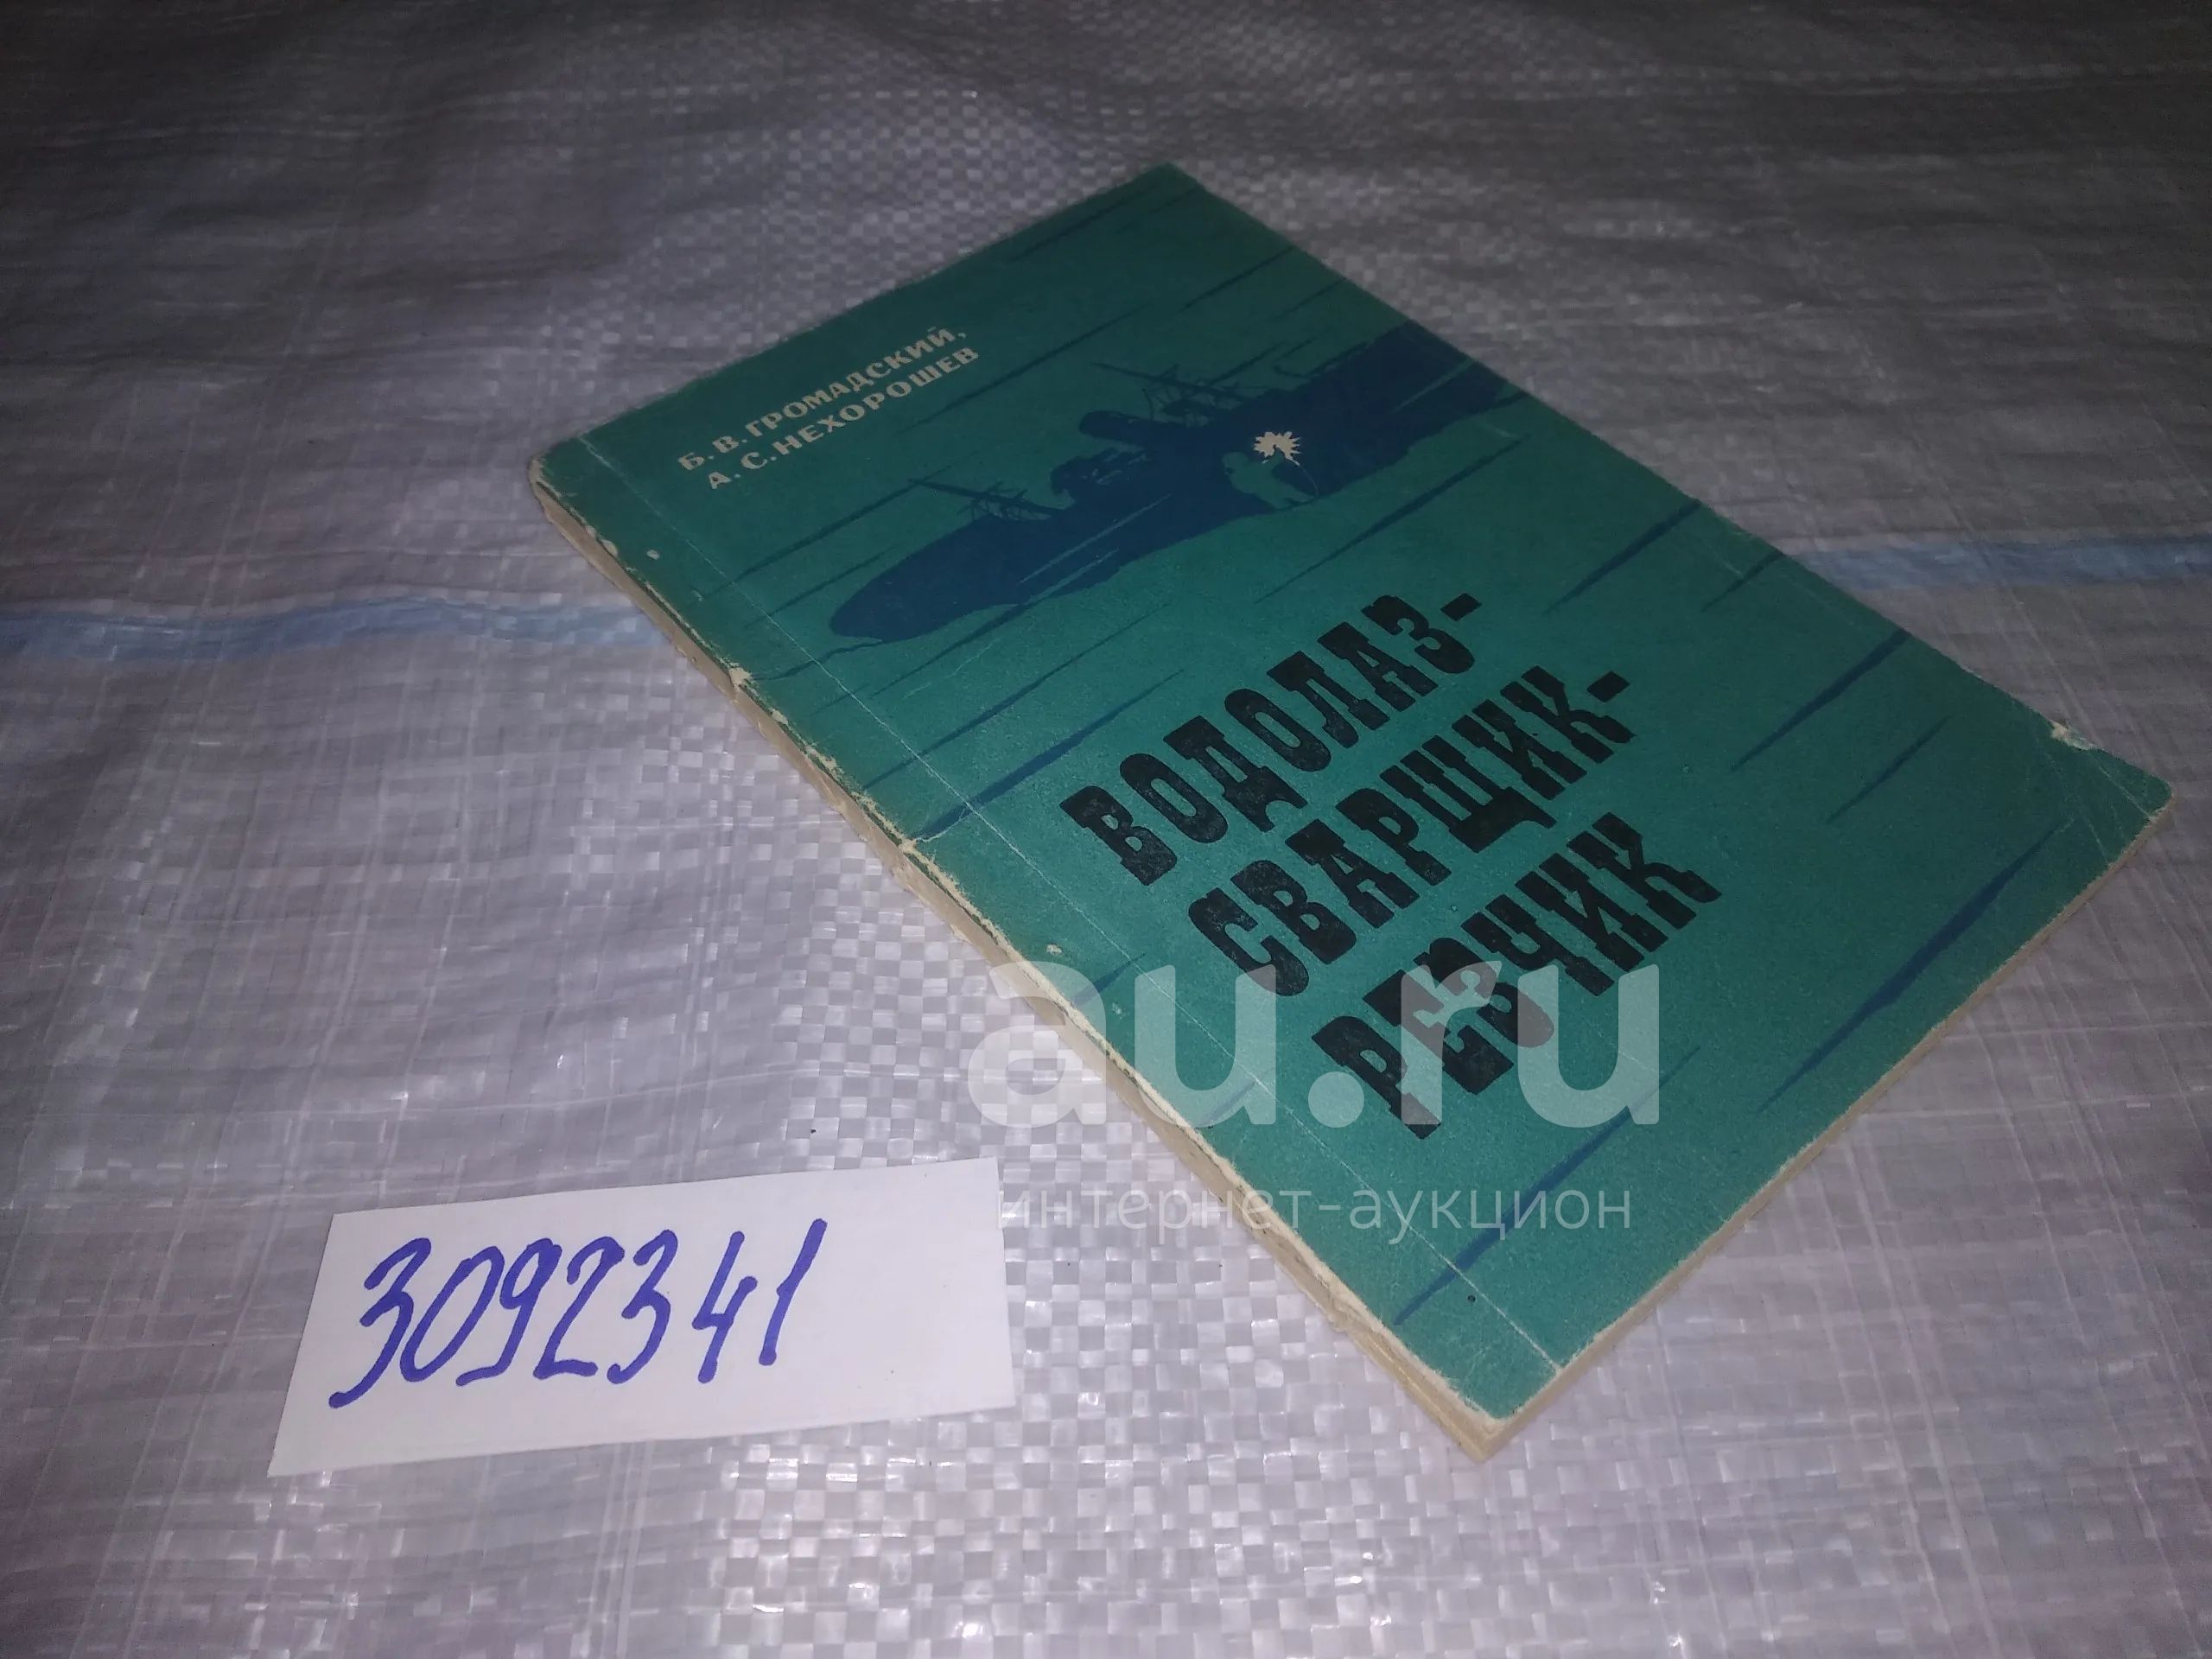 Б. В. ГРОМАДСКИЙ,
А. С. НЕХОРОШЕВ
ВОДОЛАЗ-
СВАРЩИК-
РЕЗЧИК
au.ru
интернет-аукцион
3092341